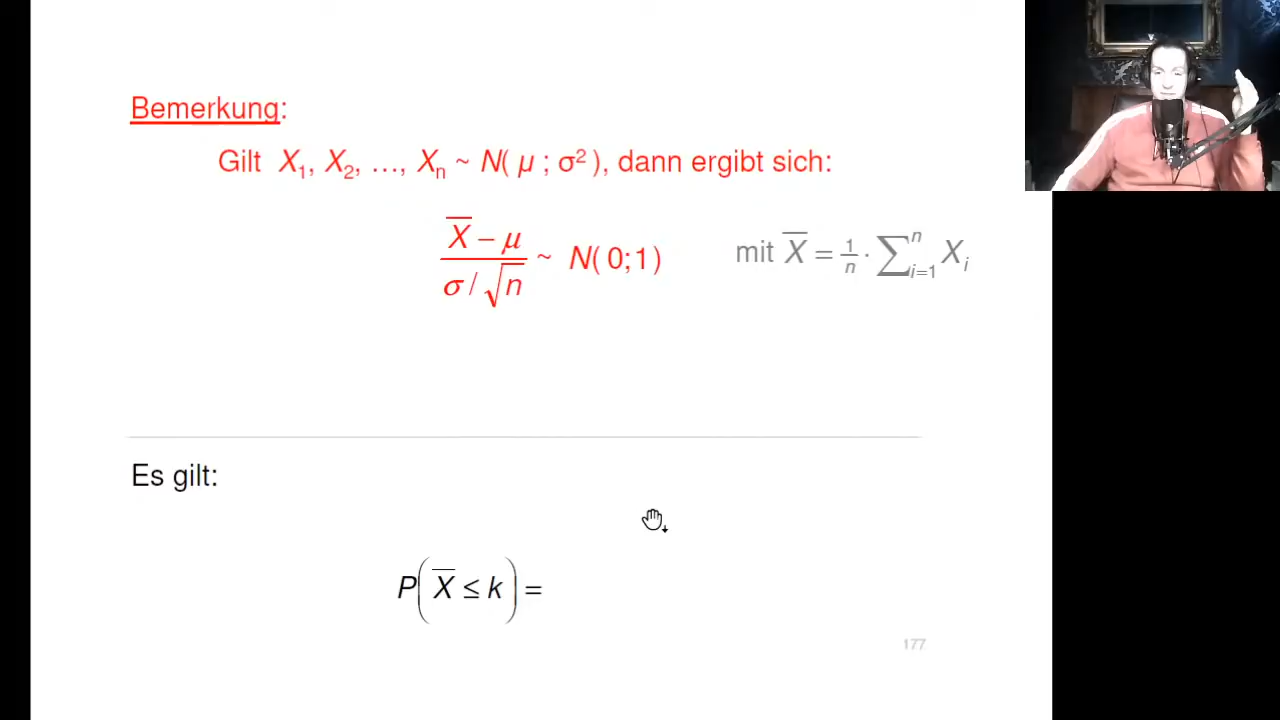 Bemerkung:
Gilt X₁, X₂, …, Xₙ ~ N( μ ; σ² ), dann ergibt sich:
(X̅ – μ) / (σ / √n) ~ N( 0;1 )
mit X̅ = 1/n · ∑ⁿᵢ₌₁ Xᵢ
Es gilt:
P( X̅ ≤ k ) =
177